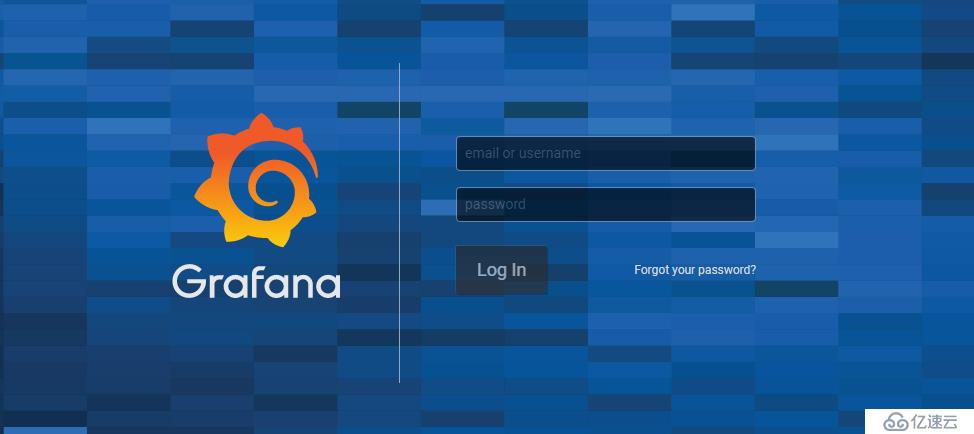 email or username
password
Log In
Forgot your password?
Grafana
亿速云